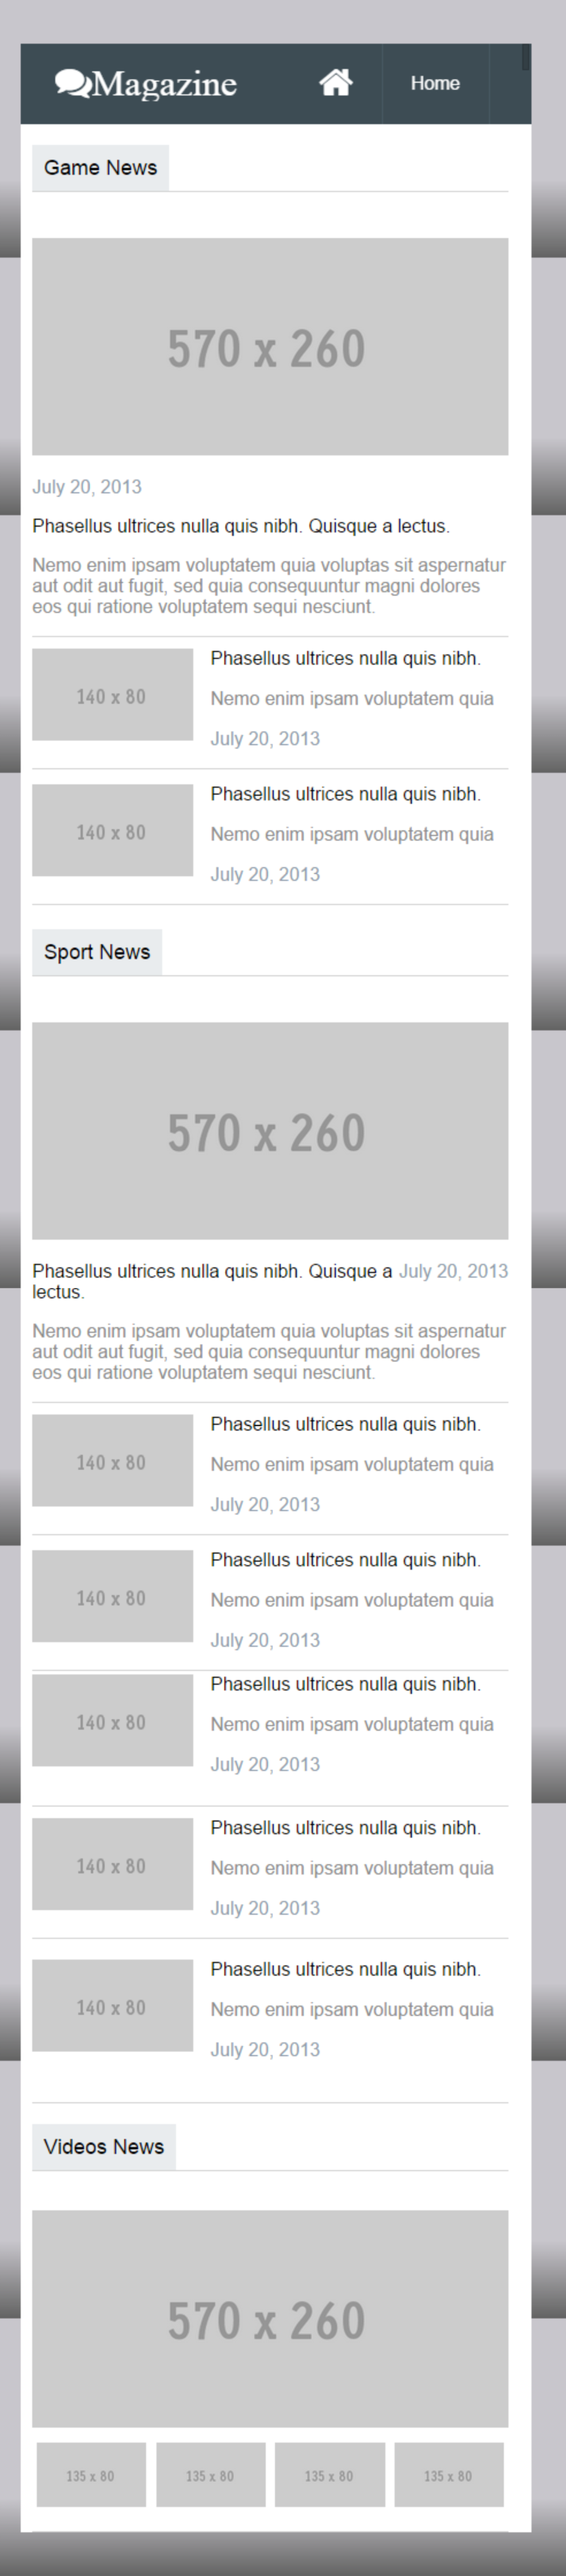 Magazine
Home
Game News
570 x 260
July 20, 2013
Phasellus ultrices nulla quis nibh. Quisque a lectus.
Nemo enim ipsam voluptatem quia voluptas sit aspernatur
aut odit aut fugit, sed quia consequuntur magni dolores
eos qui ratione voluptatem sequi nesciunt.
140 x 80
Phasellus ultrices nulla quis nibh.
Nemo enim ipsam voluptatem quia
July 20, 2013
140 x 80
Phasellus ultrices nulla quis nibh.
Nemo enim ipsam voluptatem quia
July 20, 2013
Sport News
570 x 260
Phasellus ultrices nulla quis nibh. Quisque a July 20, 2013
lectus.
Nemo enim ipsam voluptatem quia voluptas sit aspernatur
aut odit aut fugit, sed quia consequuntur magni dolores
eos qui ratione voluptatem sequi nesciunt.
140 x 80
Phasellus ultrices nulla quis nibh.
Nemo enim ipsam voluptatem quia
July 20, 2013
140 x 80
Phasellus ultrices nulla quis nibh.
Nemo enim ipsam voluptatem quia
July 20, 2013
140 x 80
Phasellus ultrices nulla quis nibh.
Nemo enim ipsam voluptatem quia
July 20, 2013
140 x 80
Phasellus ultrices nulla quis nibh.
Nemo enim ipsam voluptatem quia
July 20, 2013
140 x 80
Phasellus ultrices nulla quis nibh.
Nemo enim ipsam voluptatem quia
July 20, 2013
Videos News
570 x 260
135 x 80
135 x 80
135 x 80
135 x 80